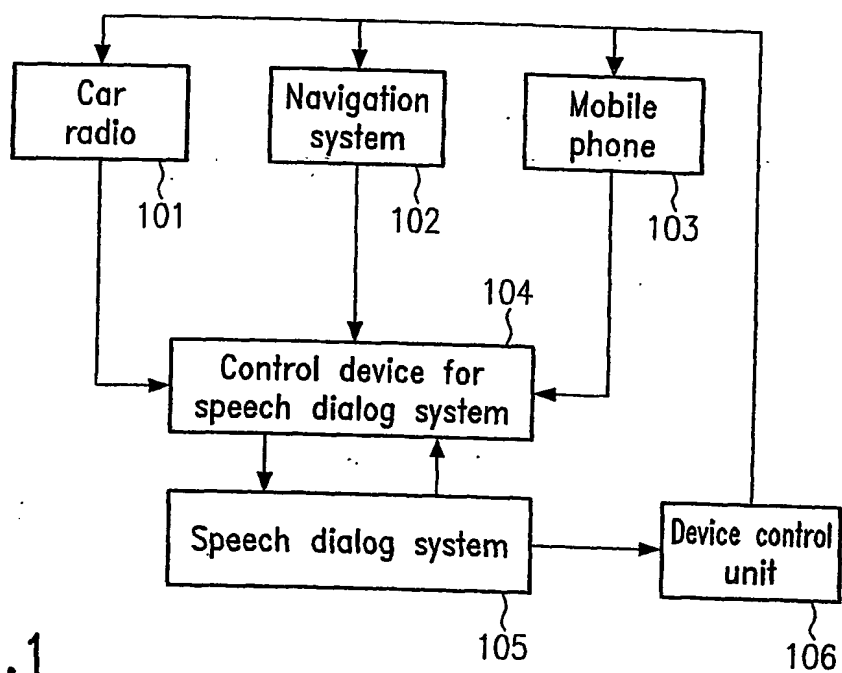 Car
radio
101
Navigation
system
102
Mobile
phone
103
104
Control device for
speech dialog system
Speech dialog system
105
Device control
unit
106
.1